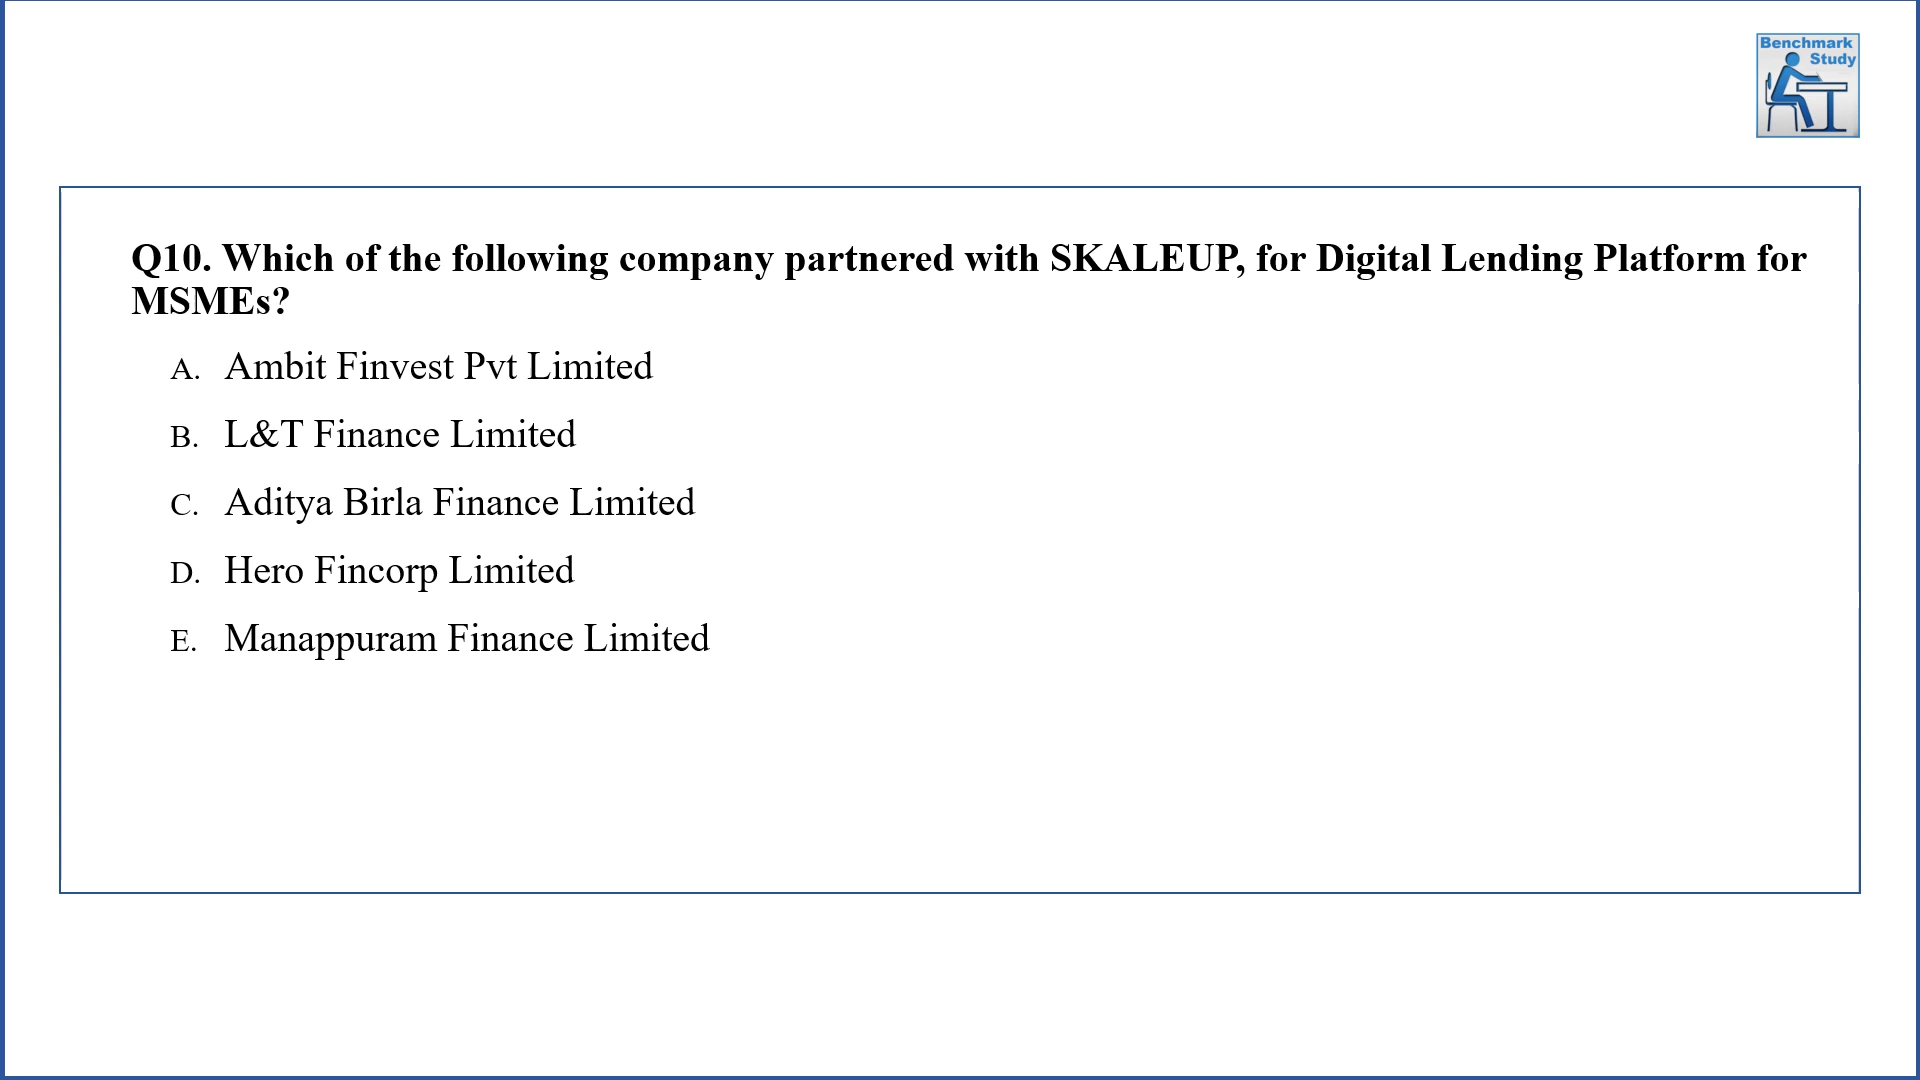 Benchmark
Study
Q10. Which of the following company partnered with SKALEUP, for Digital Lending Platform for
MSMEs?
A. Ambit Finvest Pvt Limited
B. L&T Finance Limited
C. Aditya Birla Finance Limited
D. Hero Fincorp Limited
E. Manappuram Finance Limited